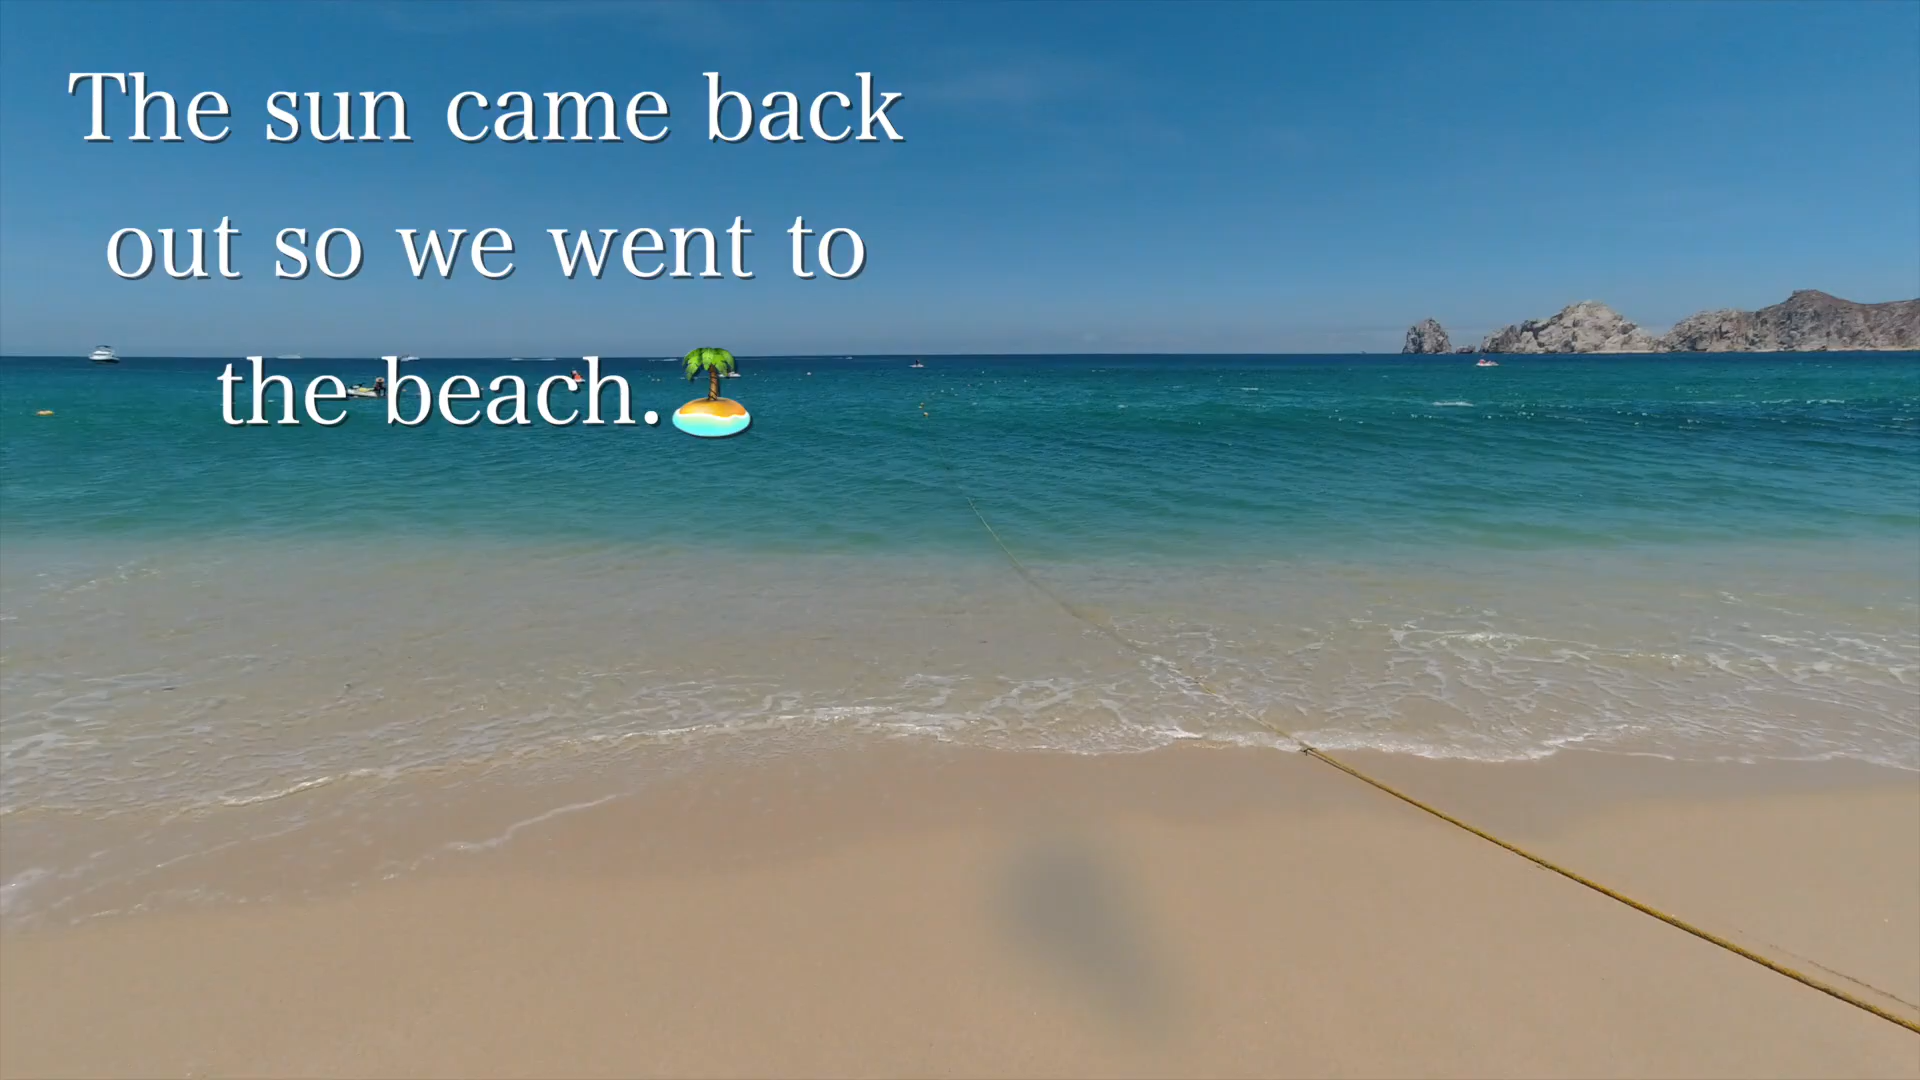 The sun came back
out so we went to
the beach.🏝️